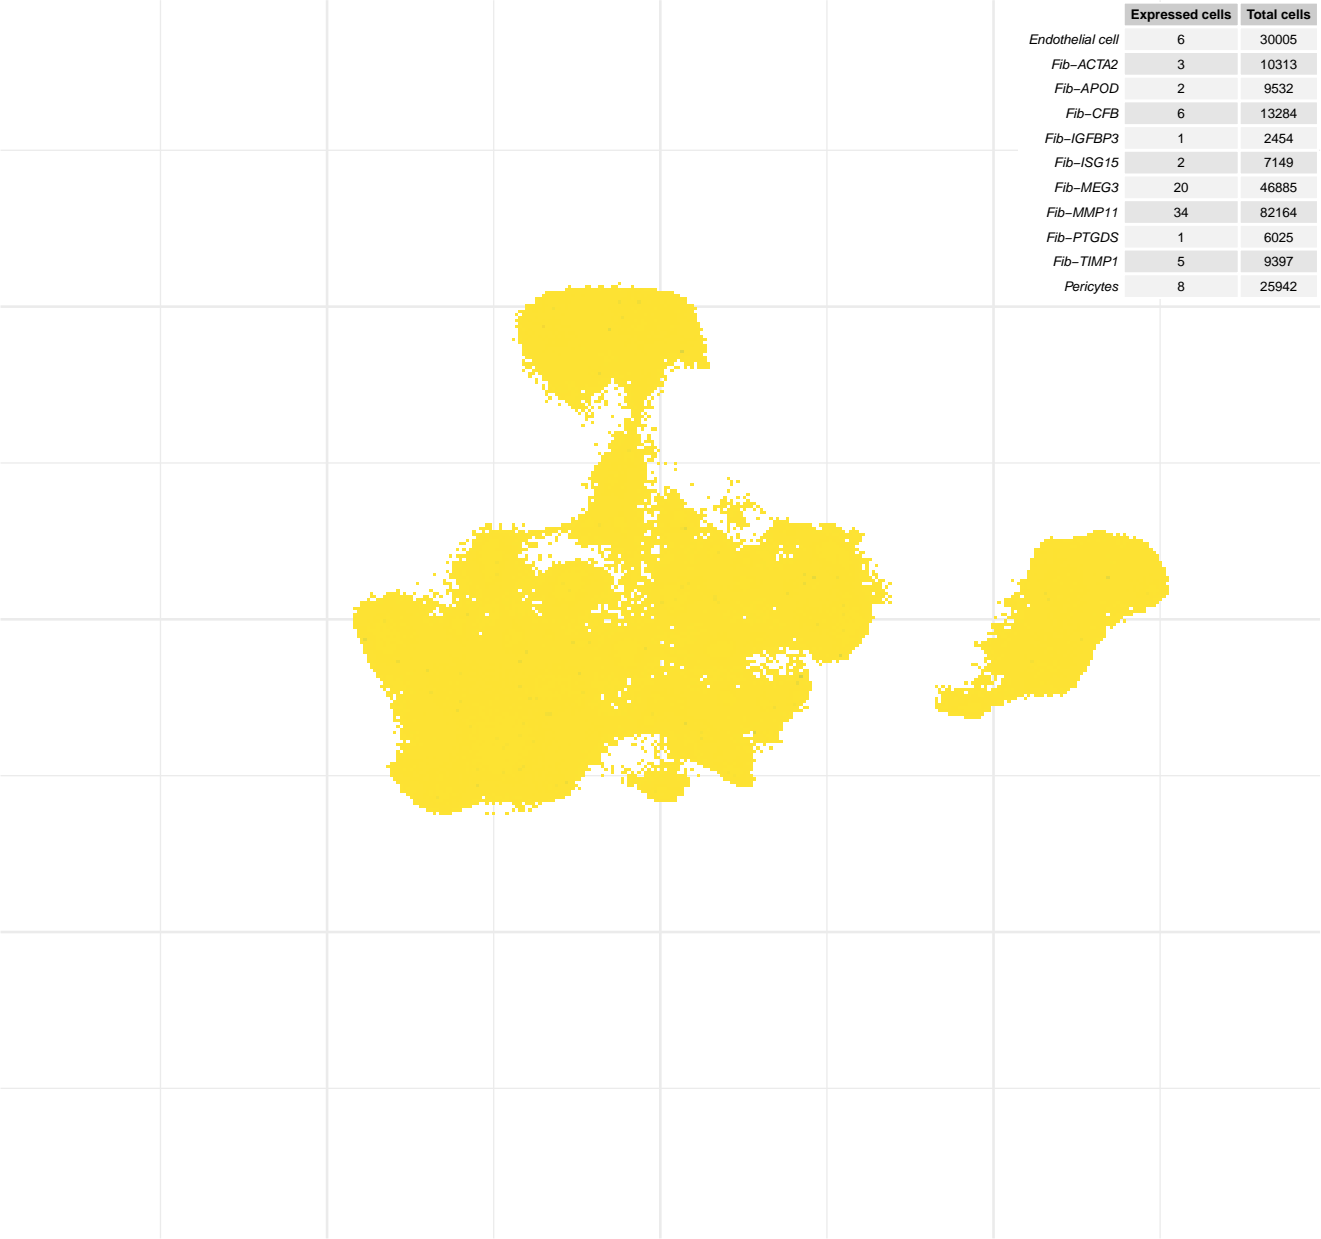 Expressed cells Total cells
Endothelial cell 6 30005
Fib−ACTA2 3 10313
Fib−APOD 2 9532
Fib−CFB 6 13284
Fib−IGFBP3 1 2454
Fib−ISG15 2 7149
Fib−MEG3 20 46885
Fib−MMP11 34 82164
Fib−PTGDS 1 6025
Fib−TIMP1 5 9397
Pericytes 8 25942